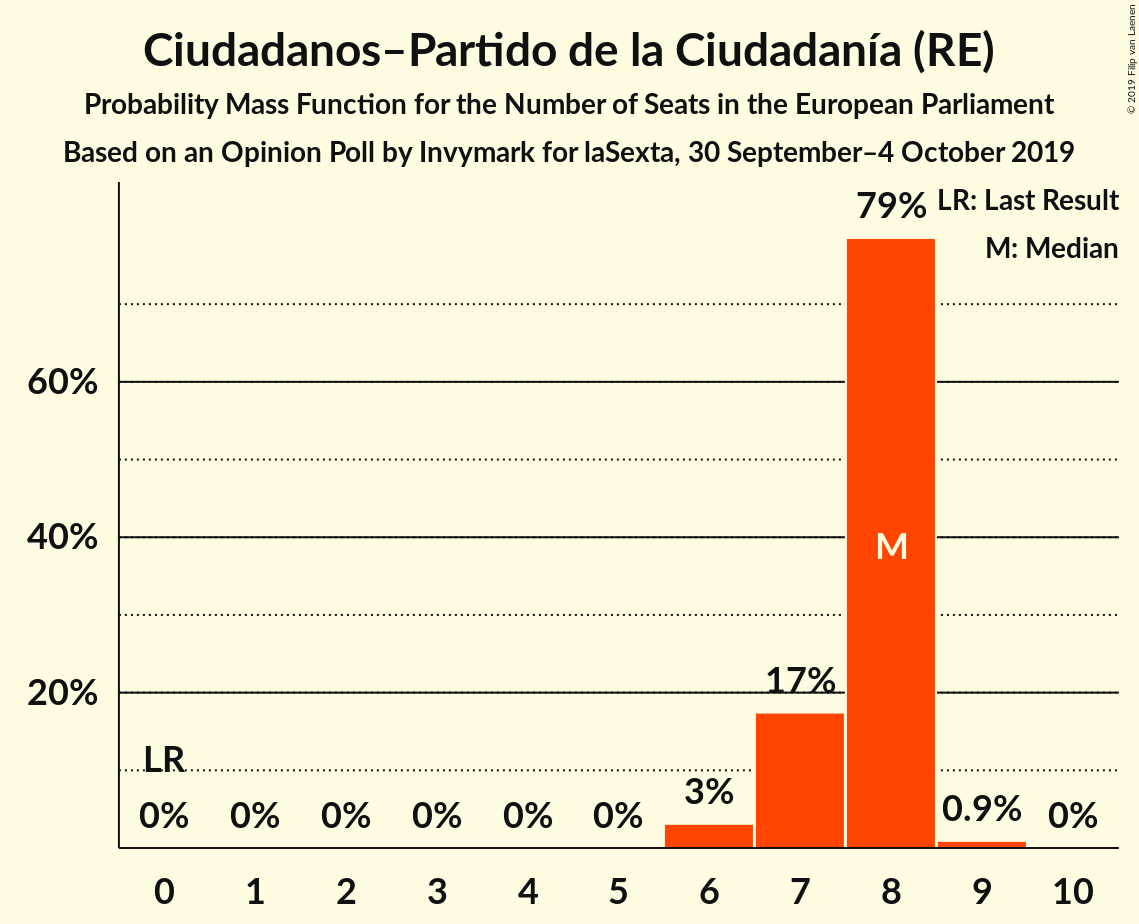 Ciudadanos–Partido de la Ciudadanía (RE)
Probability Mass Function for the Number of Seats in the European Parliament
Based on an Opinion Poll by Invymark for laSexta, 30 September–4 October 2019
© 2019 Filip van Laenen
79% LR: Last Result
M: Median
60%
40%
M
20%
17%
LR
3%
0% 0% 0% 0% 0% 0% 0.9% 0%
0 1 2 3 4 5 6 7 8 9 10